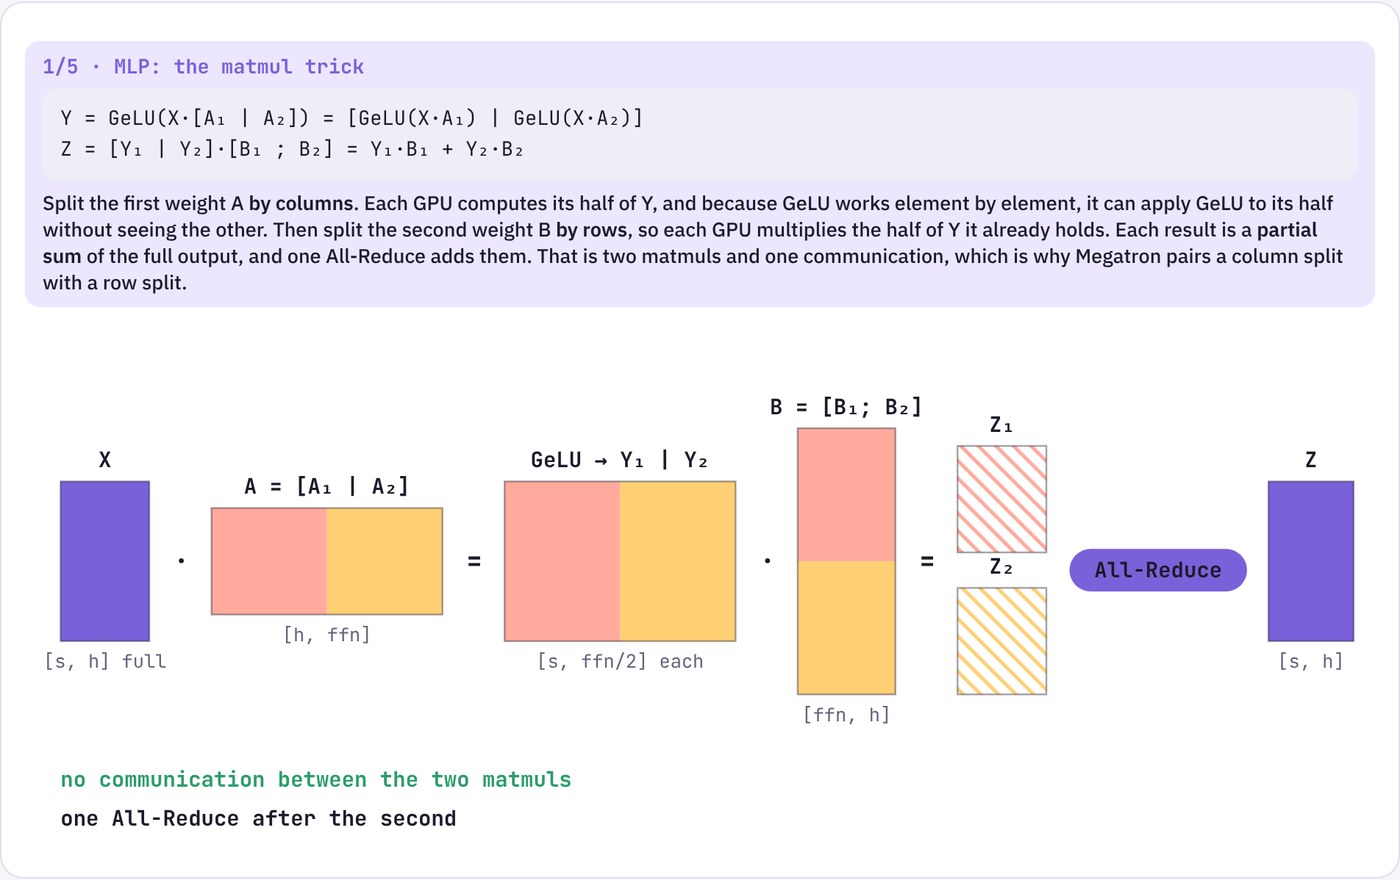 1/5 · MLP: the matmul trick
Y = GeLU(X·[A₁ | A₂]) = [GeLU(X·A₁) | GeLU(X·A₂)]
Z = [Y₁ | Y₂]·[B₁ ; B₂] = Y₁·B₁ + Y₂·B₂
Split the first weight A by columns. Each GPU computes its half of Y, and because GeLU works element by element, it can apply GeLU to its half
without seeing the other. Then split the second weight B by rows, so each GPU multiplies the half of Y it already holds. Each result is a partial
sum of the full output, and one All-Reduce adds them. That is two matmuls and one communication, which is why Megatron pairs a column split
with a row split.
X
·
A = [A₁ | A₂]
=
GeLU → Y₁ | Y₂
·
B = [B₁; B₂]
=
Z₁
Z₂
All-Reduce
Z
[s, h] full
[h, ffn]
[s, ffn/2] each
[ffn, h]
[s, h]
no communication between the two matmuls
one All-Reduce after the second